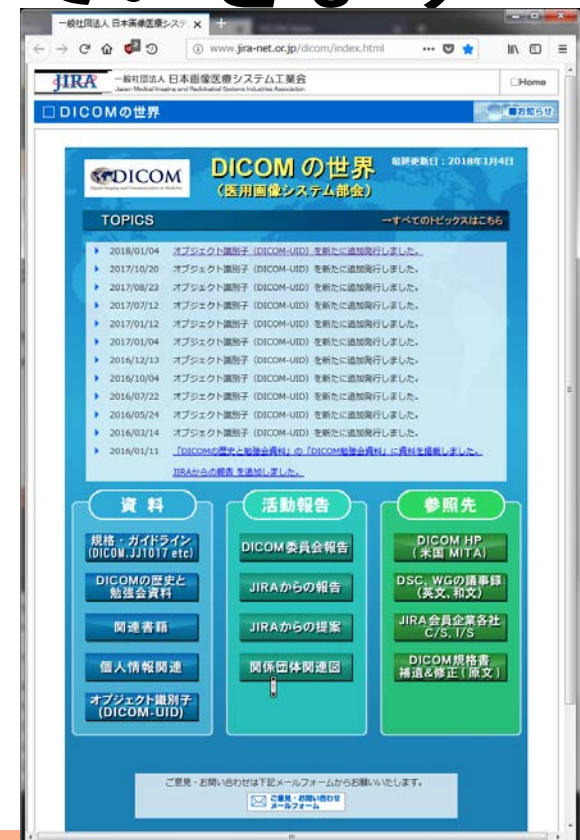 一般社団法人 日本画像医療システ
www.jira-net.or.jp/dicom/index.html
JIRA 一般社団法人 日本画像医療システム工業会
Japan Medical Imaging and Radiological Systems Industries Association
Home
DICOMの世界
■お知らせ
DICOM
Digital Imaging and Communications in Medicine
DICOM の世界
(医用画像システム部会)
最終更新日:2018年1月4日
TOPICS
→すべてのトピックスはこちら
2018/01/04 オブジェクト識別子 (DICOM-UID) を新たに追加発行しました。
2017/10/20 オブジェクト識別子 (DICOM-UID) を新たに追加発行しました。
2017/08/23 オブジェクト識別子 (DICOM-UID) を新たに追加発行しました。
2017/07/12 オブジェクト識別子 (DICOM-UID) を新たに追加発行しました。
2017/01/12 オブジェクト識別子 (DICOM-UID) を新たに追加発行しました。
2017/01/04 オブジェクト識別子 (DICOM-UID) を新たに追加発行しました。
2016/12/13 オブジェクト識別子 (DICOM-UID) を新たに追加発行しました。
2016/10/04 オブジェクト識別子 (DICOM-UID) を新たに追加発行しました。
2016/07/22 オブジェクト識別子 (DICOM-UID) を新たに追加発行しました。
2016/05/24 オブジェクト識別子 (DICOM-UID) を新たに追加発行しました。
2016/03/14 オブジェクト識別子 (DICOM-UID) を新たに追加発行しました。
2016/01/11 「DICOMの歴史と勉強会資料」の「DICOM勉強会資料」に資料を掲載しました。
JIRAからの報告 を追加しました。
資 料
規格・ガイドライン
(DICOM,JJ1017 etc)
DICOMの歴史と
勉強会資料
関連書籍
個人情報関連
オブジェクト識別子
(DICOM-UID)
活動報告
DICOM委員会報告
JIRAからの報告
JIRAからの提案
関係団体関連図
参照先
DICOM HP
(米国 MITA)
DSC, WGの議事録
(英文,和文)
JIRA会員企業各社
C/S, I/S
DICOM規格書
補遺&修正(原文)
ご意見・お問い合わせは下記メールフォームからお願いいたします。
ご意見・お問い合わせ
メールフォーム